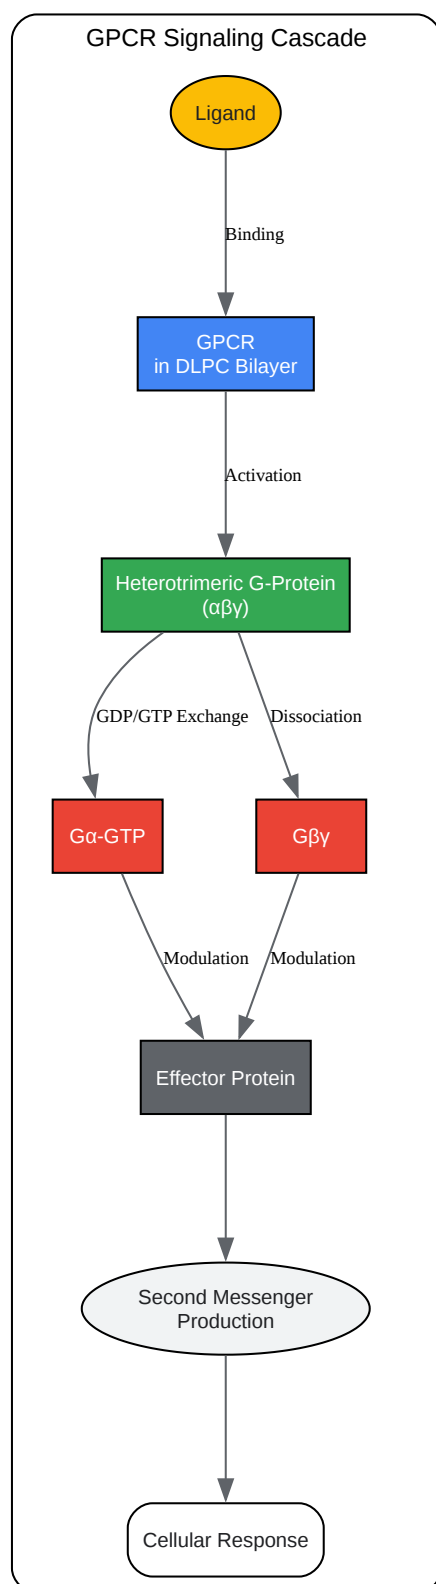 GPCR Signaling Cascade
Ligand
Binding
GPCR
in DLPC Bilayer
Activation
Heterotrimeric G-Protein
(αβγ)
GDP/GTP Exchange
Dissociation
Gα-GTP
Gβγ
Modulation
Modulation
Effector Protein
Second Messenger
Production
Cellular Response